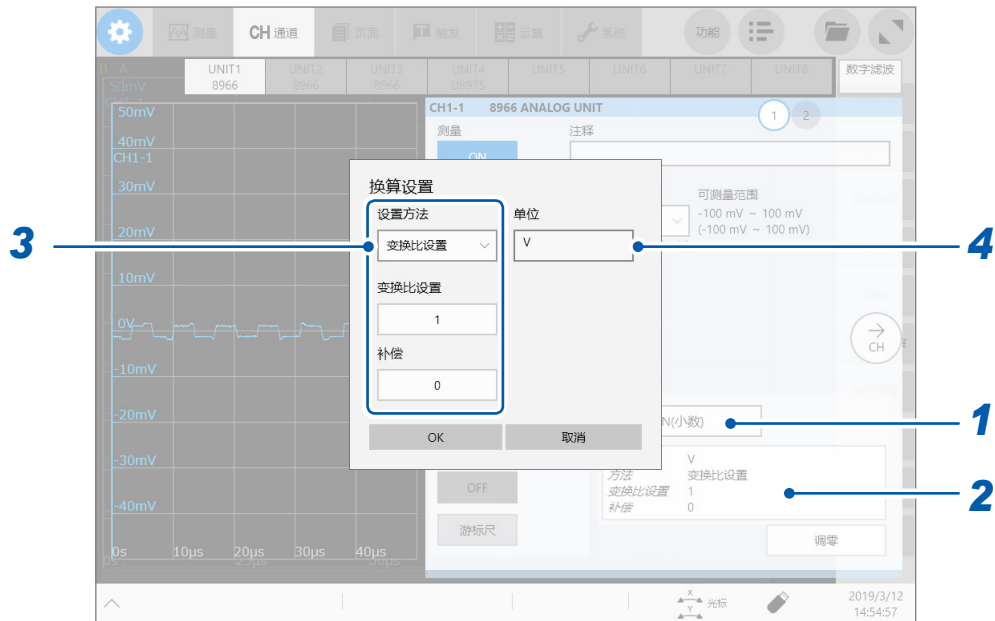 测量
CH 通道
页面
触发
运算
系统
功能
B A
50mV
UNIT1
8966
UNIT2
8966
UNIT3
8966
UNIT4
U8975
UNIT5
UNIT6
UNIT7
UNIT8
数字滤波
CH1-1
50mV
40mV
CH1-1
30mV
20mV
10mV
0V
-10mV
-20mV
-30mV
-40mV
0s
10μs
20μs
30μs
40μs
CH1-1 8966 ANALOG UNIT
1
2
测量
注释
ON
可测量范围
-100 mV ~ 100 mV
(-100 mV ~ 100 mV)
换算设置
设置方法
单位
变换比设置
V
变换比设置
1
补偿
0
OK
取消
3
4
1
2
CH
N(小数)
V
方法 变换比设置
变换比设置 1
补偿 0
OFF
游标尺
调零
X
Y
光标
2019/3/12
14:54:57